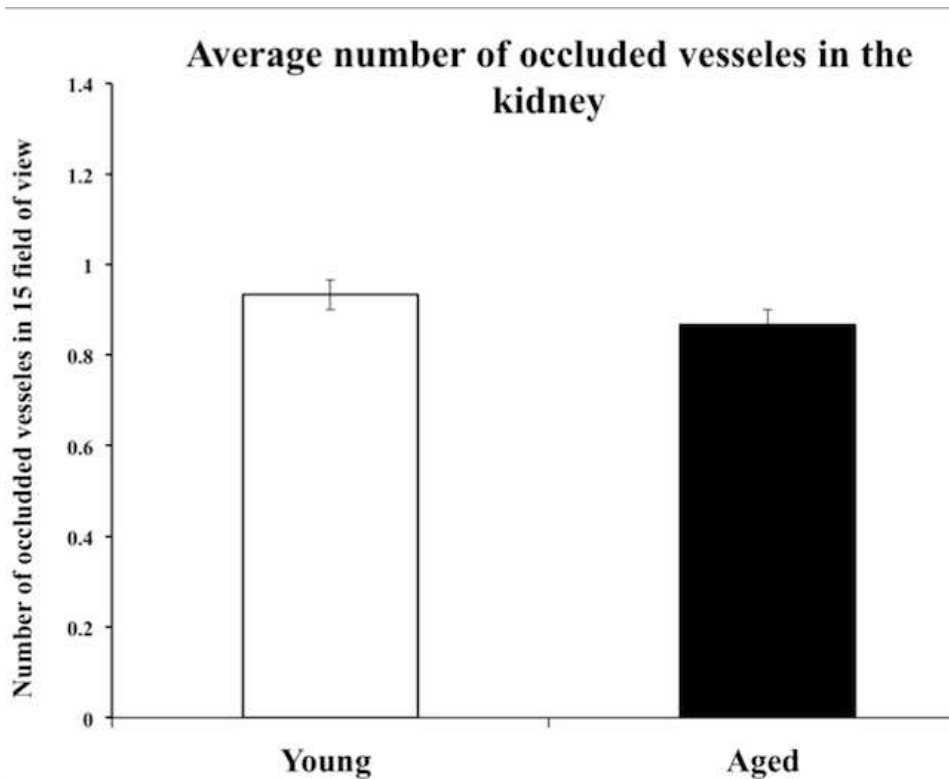 Average number of occluded vesseles in the
kidney
Number of occludded vesseles in 15 field of view
1.4
1.2
1
0.8
0.6
0.4
0.2
0
Young
Aged